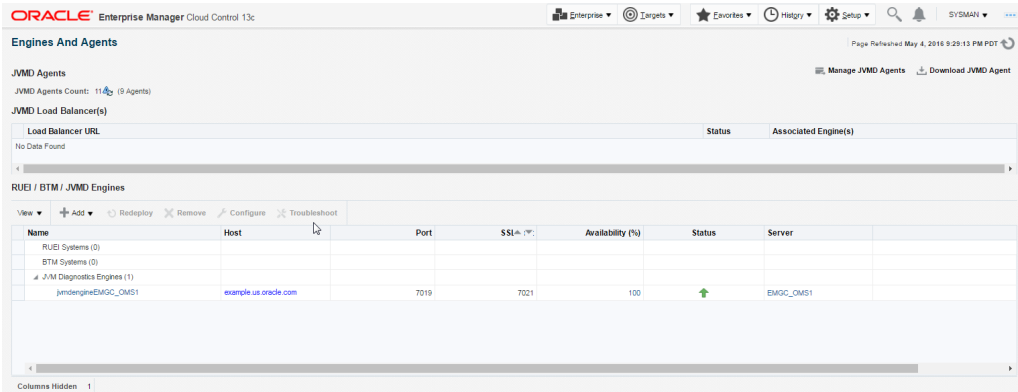 ORACLE Enterprise Manager Cloud Control 13c Enterprise Targets Favorites History Setup SYSMAN
Engines And Agents
Page Refreshed May 4, 2016 9:29:13 PM PDT
JVMD Agents
Manage JVMD Agents Download JVMD Agent
JVMD Agents Count: 11 (9 Agents)
JVMD Load Balancer(s)
Load Balancer URL Status Associated Engine(s)
No Data Found
RUEI / BTM / JVMD Engines
View Add Redeploy Remove Configure Troubleshoot
Name Host Port SSL Availability (%) Status Server
RUEI Systems (0)
BTM Systems (0)
JVM Diagnostics Engines (1)
jvmdengineEMGC_OMS1 example.us.oracle.com 7019 7021 100 EMGC_OMS1
Columns Hidden 1